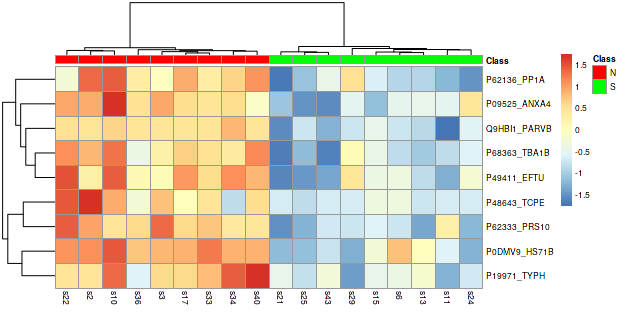 Class
P62136_PP1A
P09525_ANXA4
Q9HBI1_PARVB
P68363_TBA1B
P49411_EFTU
P48643_TCPE
P62333_PRS10
P0DMV9_HS71B
P19971_TYPH
s22 s2 s10 s36 s3 s17 s33 s34 s40 s21 s25 s43 s29 s15 s6 s13 s11 s24
1.5
1
0.5
0
-0.5
-1
-1.5
Class
N
S